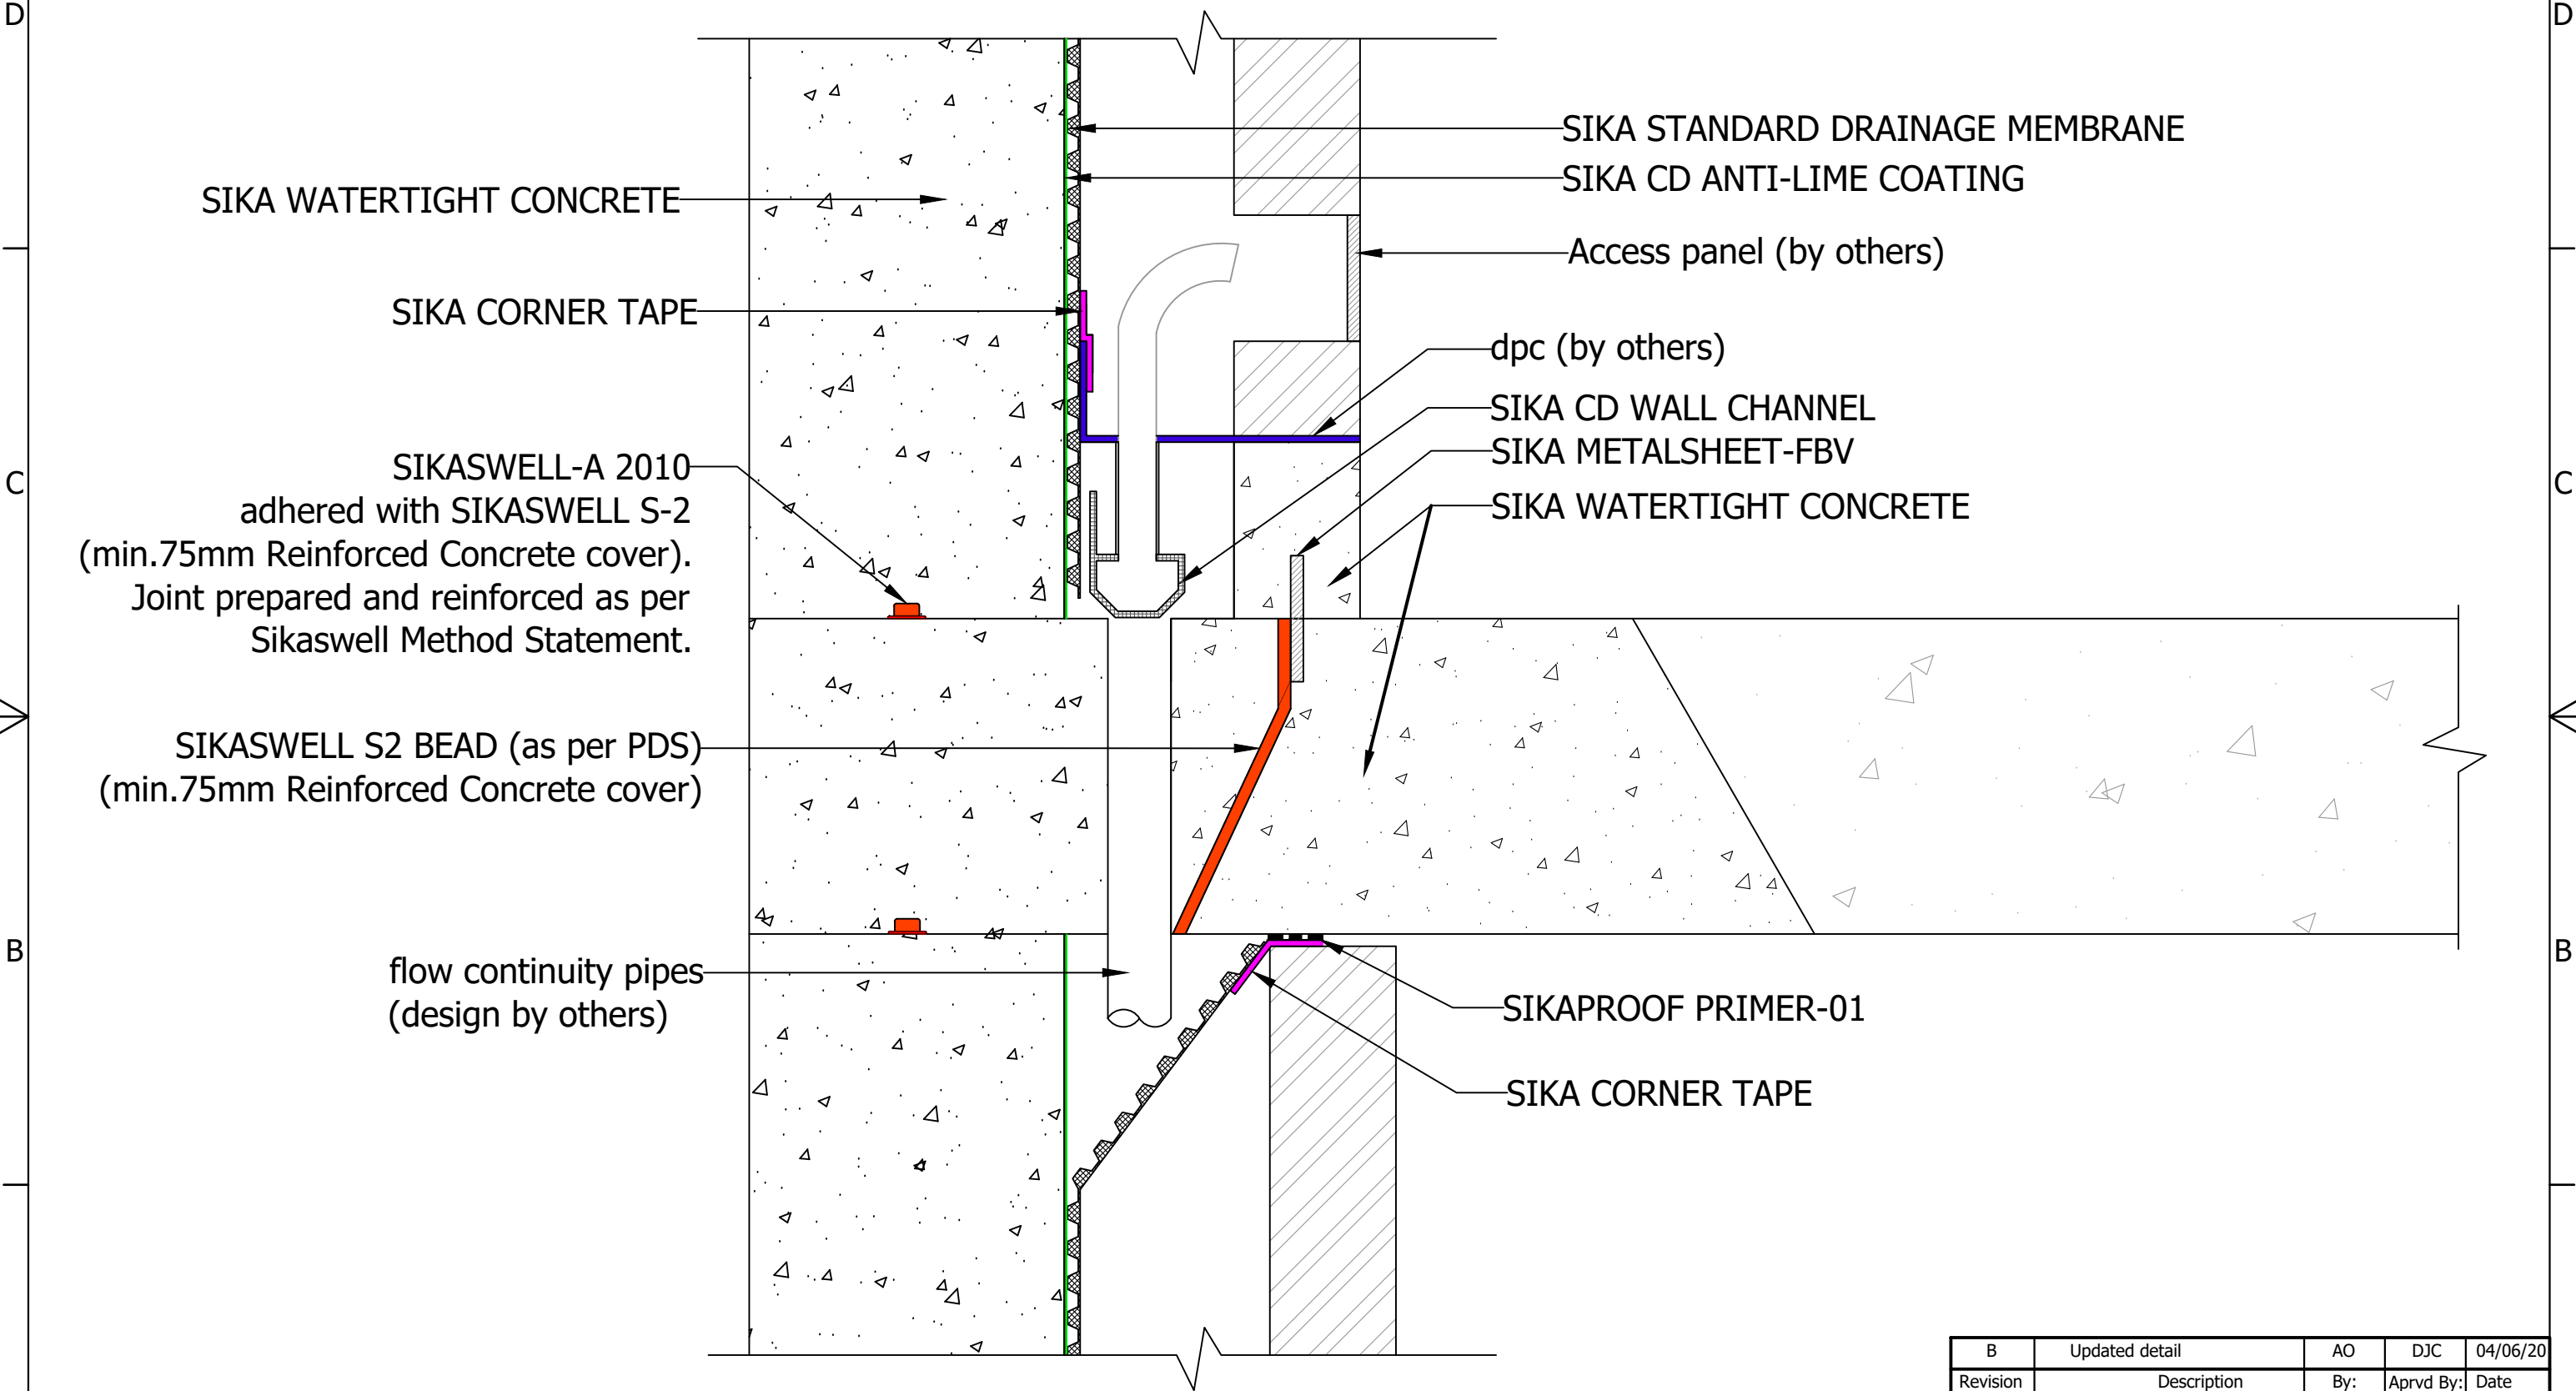 D
D
SIKA WATERTIGHT CONCRETE
SIKA CORNER TAPE
C
SIKASWELL-A 2010
adhered with SIKASWELL S-2
(min.75mm Reinforced Concrete cover).
Joint prepared and reinforced as per
Sikaswell Method Statement.
SIKASWELL S2 BEAD (as per PDS)
(min.75mm Reinforced Concrete cover)
B
flow continuity pipes
(design by others)
SIKA STANDARD DRAINAGE MEMBRANE
SIKA CD ANTI-LIME COATING
Access panel (by others)
dpc (by others)
SIKA CD WALL CHANNEL
SIKA METALSHEET-FBV
SIKA WATERTIGHT CONCRETE
C
B
SIKAPROOF PRIMER-01
SIKA CORNER TAPE
B Updated detail AO DJC 04/06/20
Revision Description By: Aprvd By: Date